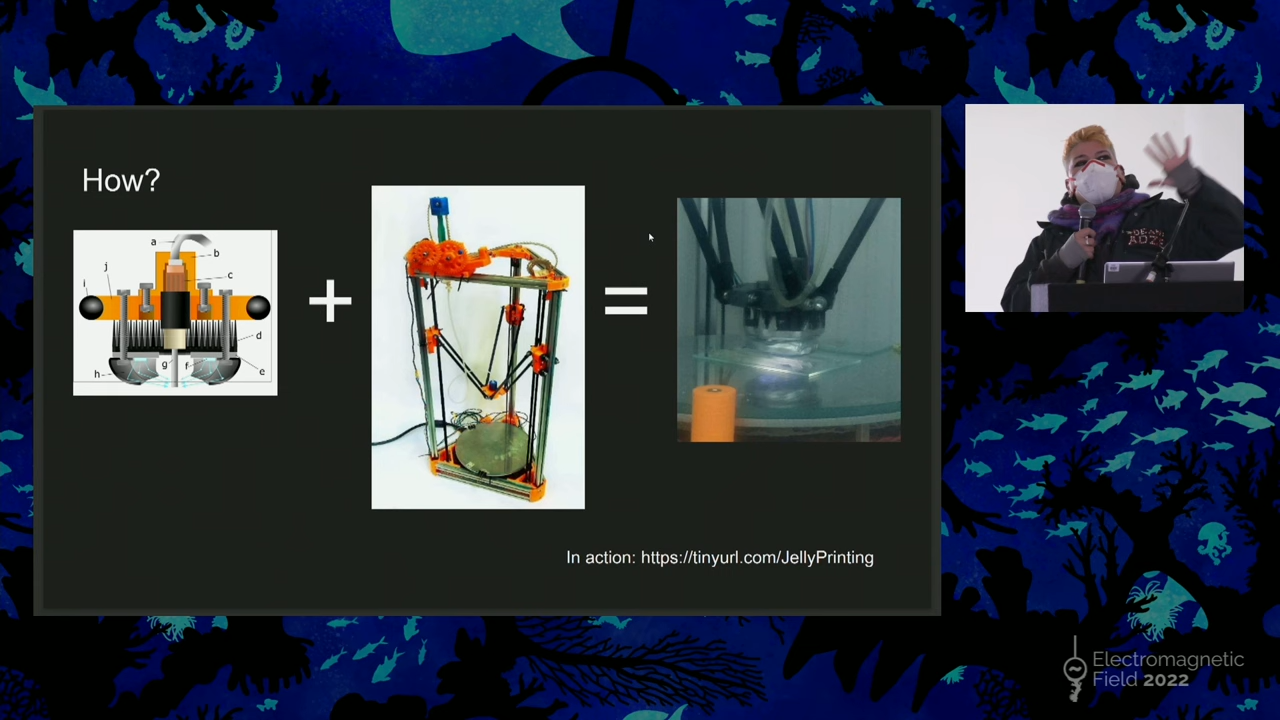 How?
a
b
c
j
i
d
g
f
e
h
+
=
In action: https://tinyurl.com/JellyPrinting
Electromagnetic
Field 2022